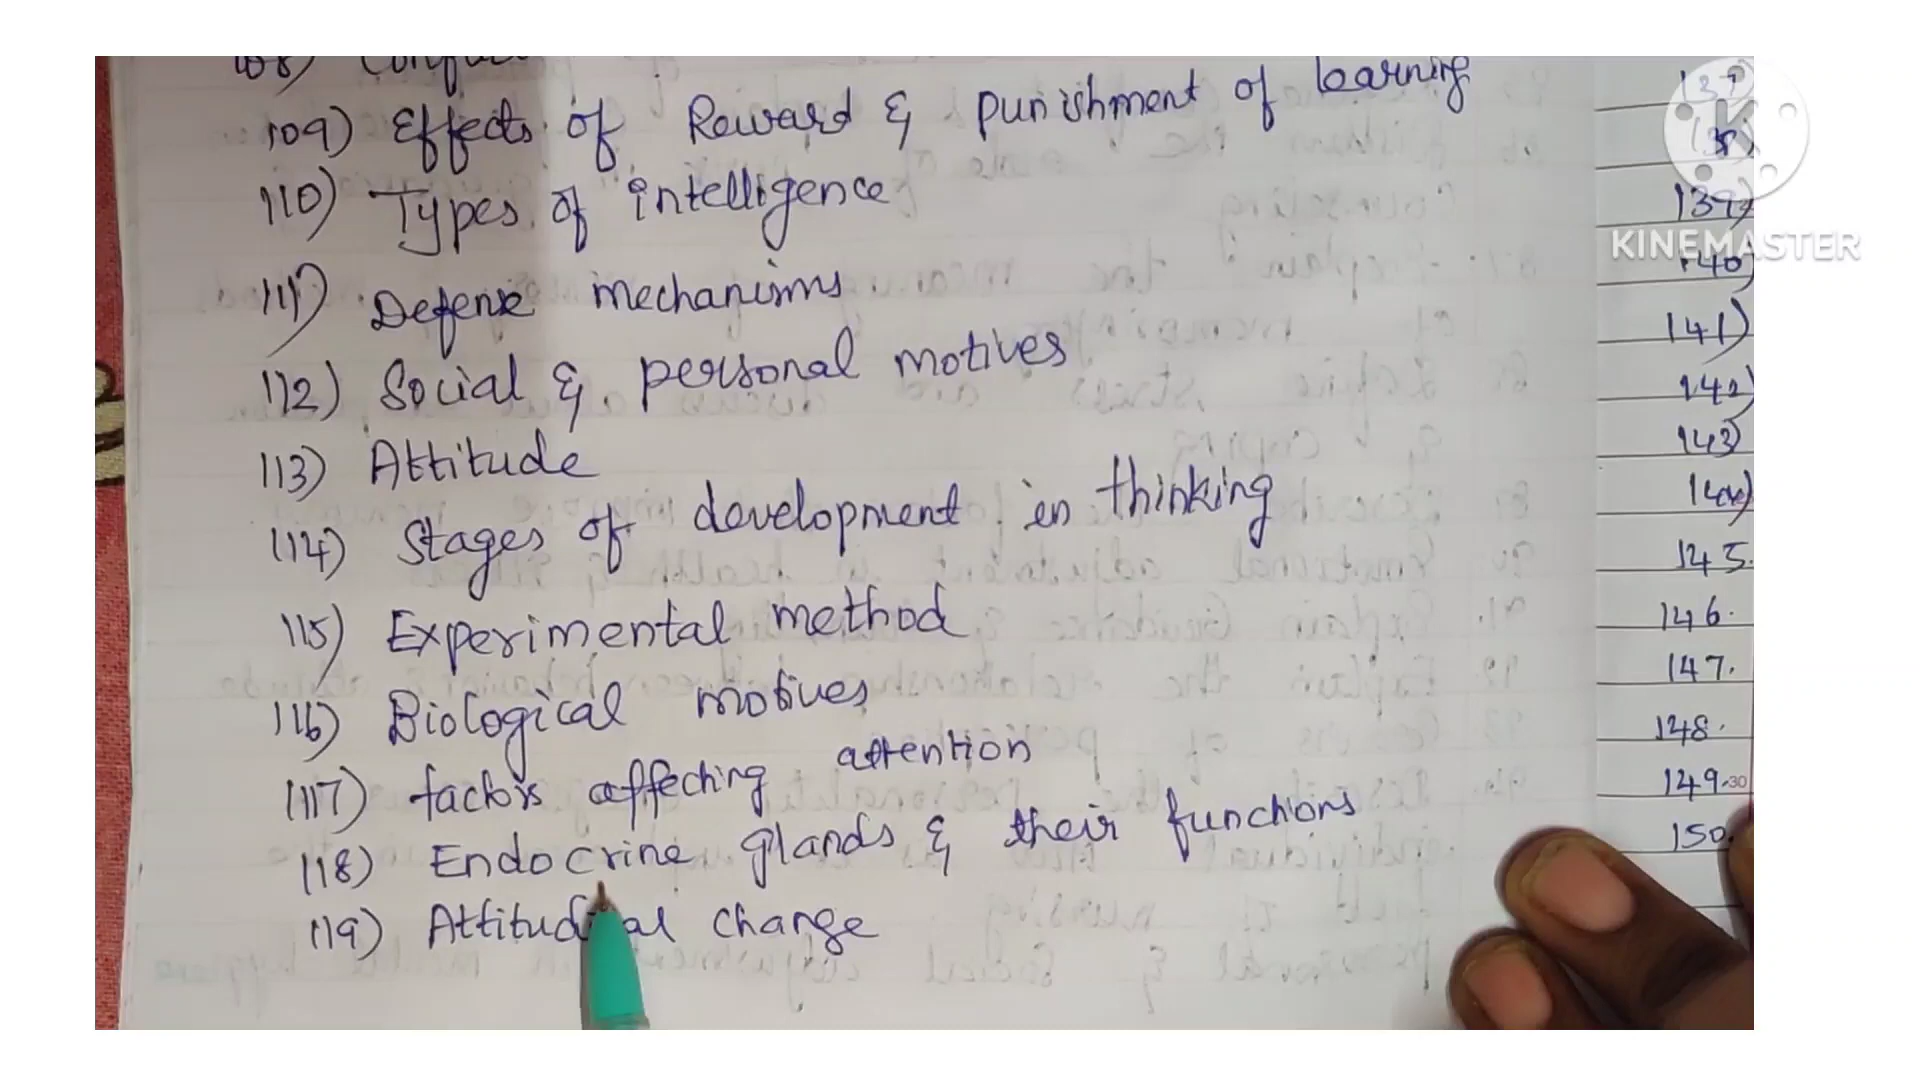 109) Effects of Reward & punishment of learning
110) Types of intelligence
111) Defense mechanisms
112) Social & personal motives
113) Attitude
114) Stages of development in thinking
115) Experimental method
116) Biological motives
117) factors affecting attention
118) Endocrine glands & their functions
119) Attitudinal change
139)
140)
141)
142)
143)
144)
145.
146.
147.
148.
149.
30
150.
KINEMASTER